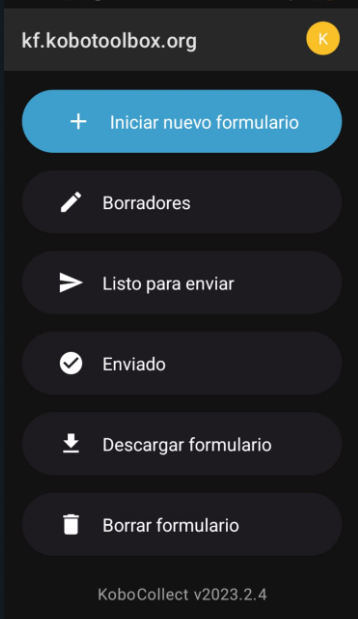 kf.kobotoolbox.org
K
Iniciar nuevo formulario
Borradores
Listo para enviar
Enviado
Descargar formulario
Borrar formulario
KoboCollect v2023.2.4